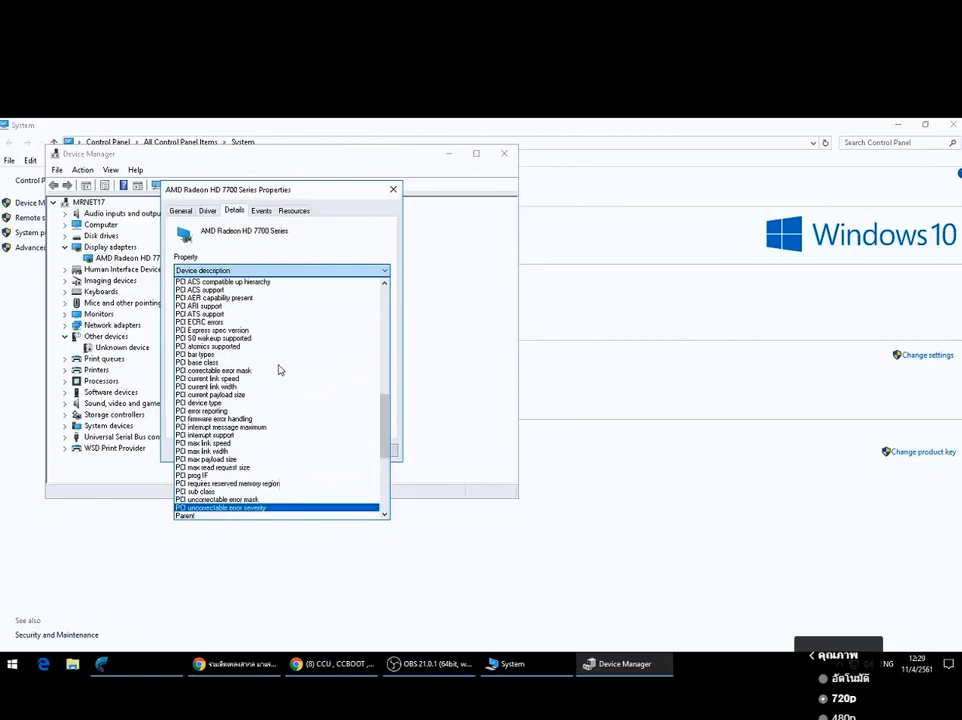 System
Control Panel
All Control Panel Items
System
Search Control Panel
File
Edit
Device Manager
File
Action
View
Help
Control P
Device M
Remote s
System p
Advance
MRNET17
Audio inputs and outpu
Computer
Disk drives
Display adapters
AMD Radeon HD 77
Human Interface Device
Imaging devices
Keyboards
Mice and other pointing
Monitors
Network adapters
Other devices
Unknown device
Print queues
Printers
Processors
Software devices
Sound, video and game
Storage controllers
System devices
Universal Serial Bus con
WSD Print Provider
AMD Radeon HD 7700 Series Properties
General
Driver
Details
Events
Resources
AMD Radeon HD 7700 Series
Property
Device description
PCI ACS compatible up hierarchy
PCI ACS support
PCI AER capability present
PCI ARI support
PCI ATS support
PCI ECRC errors
PCI Express spec version
PCI S0 wakeup supported
PCI atomics supported
PCI bar types
PCI base class
PCI correctable error mask
PCI current link speed
PCI current link width
PCI current payload size
PCI device type
PCI error reporting
PCI firmware error handling
PCI interrupt message maximum
PCI interrupt support
PCI max link speed
PCI max link width
PCI max payload size
PCI max read request size
PCI prog IF
PCI requires reserved memory region
PCI sub class
PCI uncorrectable error mask
PCI uncorrectable error severity
Parent
Windows 10
Change settings
Change product key
See also
Security and Maintenance
(8) CCU , CCBOOT ,...
OBS 21.0.1 (64bit, w...
System
Device Manager
ENG
12:29
11/4/2561
คุณภาพ
อัตโนมัติ
720p
480p